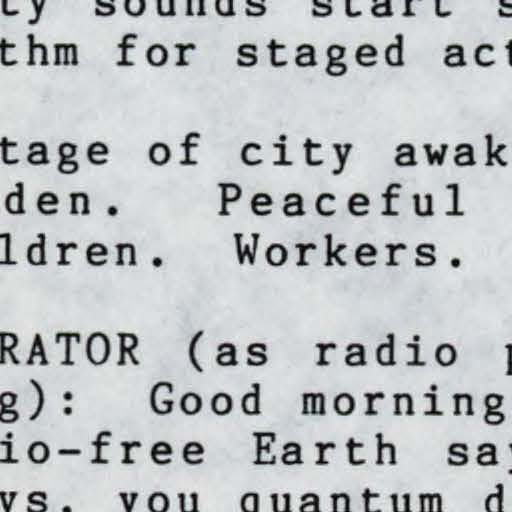 ty sounds start s
thm for staged act
tage of city awak
den. Peaceful
ldren. Workers.
RATOR (as radio p
g): Good morning
io-free Earth say
ys, you quantum d